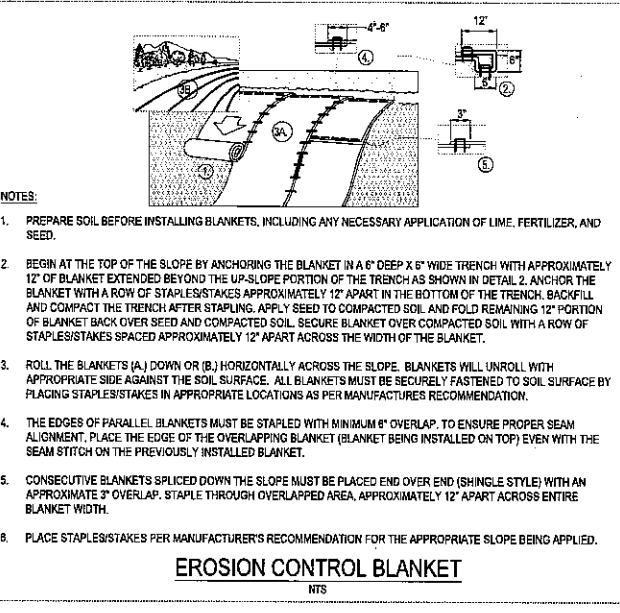 4"-6"
4.
12"
6"
6"
2.
3B.
3A.
1.
3"
5.
NOTES:
1. PREPARE SOIL BEFORE INSTALLING BLANKETS, INCLUDING ANY NECESSARY APPLICATION OF LIME, FERTILIZER, AND
SEED.
2. BEGIN AT THE TOP OF THE SLOPE BY ANCHORING THE BLANKET IN A 6" DEEP X 6" WIDE TRENCH WITH APPROXIMATELY
12" OF BLANKET EXTENDED BEYOND THE UP-SLOPE PORTION OF THE TRENCH AS SHOWN IN DETAIL 2. ANCHOR THE
BLANKET WITH A ROW OF STAPLES/STAKES APPROXIMATELY 12" APART IN THE BOTTOM OF THE TRENCH. BACKFILL
AND COMPACT THE TRENCH AFTER STAPLING. APPLY SEED TO COMPACTED SOIL AND FOLD REMAINING 12" PORTION
OF BLANKET BACK OVER SEED AND COMPACTED SOIL. SECURE BLANKET OVER COMPACTED SOIL WITH A ROW OF
STAPLES/STAKES SPACED APPROXIMATELY 12" APART ACROSS THE WIDTH OF THE BLANKET.
3. ROLL THE BLANKETS (A.) DOWN OR (B.) HORIZONTALLY ACROSS THE SLOPE. BLANKETS WILL UNROLL WITH
APPROPRIATE SIDE AGAINST THE SOIL SURFACE. ALL BLANKETS MUST BE SECURELY FASTENED TO SOIL SURFACE BY
PLACING STAPLES/STAKES IN APPROPRIATE LOCATIONS AS PER MANUFACTURES RECOMMENDATION.
4. THE EDGES OF PARALLEL BLANKETS MUST BE STAPLED WITH MINIMUM 6" OVERLAP. TO ENSURE PROPER SEAM
ALIGNMENT, PLACE THE EDGE OF THE OVERLAPPING BLANKET (BLANKET BEING INSTALLED ON TOP) EVEN WITH THE
SEAM STITCH ON THE PREVIOUSLY INSTALLED BLANKET.
5. CONSECUTIVE BLANKETS SPLICED DOWN THE SLOPE MUST BE PLACED END OVER END (SHINGLE STYLE) WITH AN
APPROXIMATE 3" OVERLAP. STAPLE THROUGH OVERLAPPED AREA, APPROXIMATELY 12" APART ACROSS ENTIRE
BLANKET WIDTH.
6. PLACE STAPLES/STAKES PER MANUFACTURER'S RECOMMENDATION FOR THE APPROPRIATE SLOPE BEING APPLIED.
EROSION CONTROL BLANKET
NTS